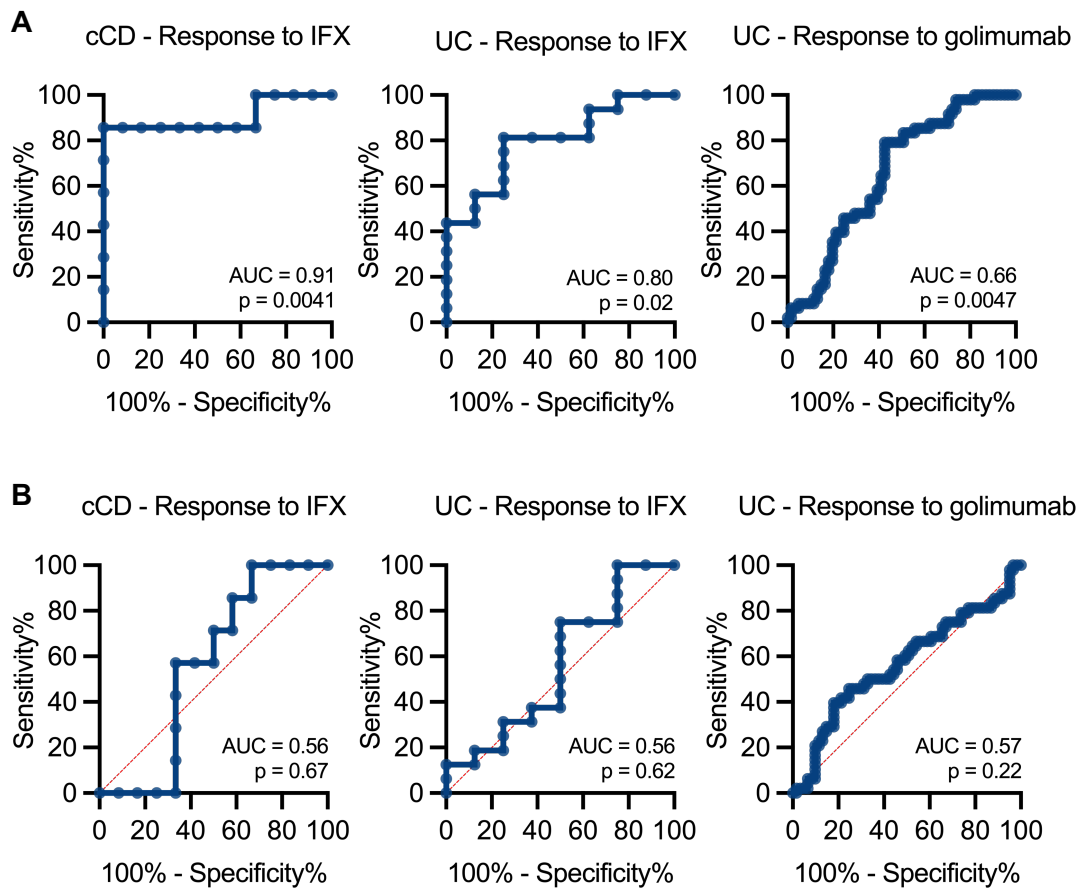 A
cCD - Response to IFX
UC - Response to IFX
UC - Response to golimumab
Sensitivity%
100
80
60
40
20
0
AUC = 0.91
p = 0.0041
0 20 40 60 80 100
100% - Specificity%
Sensitivity%
100
80
60
40
20
0
AUC = 0.80
p = 0.02
0 20 40 60 80 100
100% - Specificity%
Sensitivity%
100
80
60
40
20
0
AUC = 0.66
p = 0.0047
0 20 40 60 80 100
100% - Specificity%
B
cCD - Response to IFX
UC - Response to IFX
UC - Response to golimumab
Sensitivity%
100
80
60
40
20
0
AUC = 0.56
p = 0.67
0 20 40 60 80 100
100% - Specificity%
Sensitivity%
100
80
60
40
20
0
AUC = 0.56
p = 0.62
0 20 40 60 80 100
100% - Specificity%
Sensitivity%
100
80
60
40
20
0
AUC = 0.57
p = 0.22
0 20 40 60 80 100
100% - Specificity%